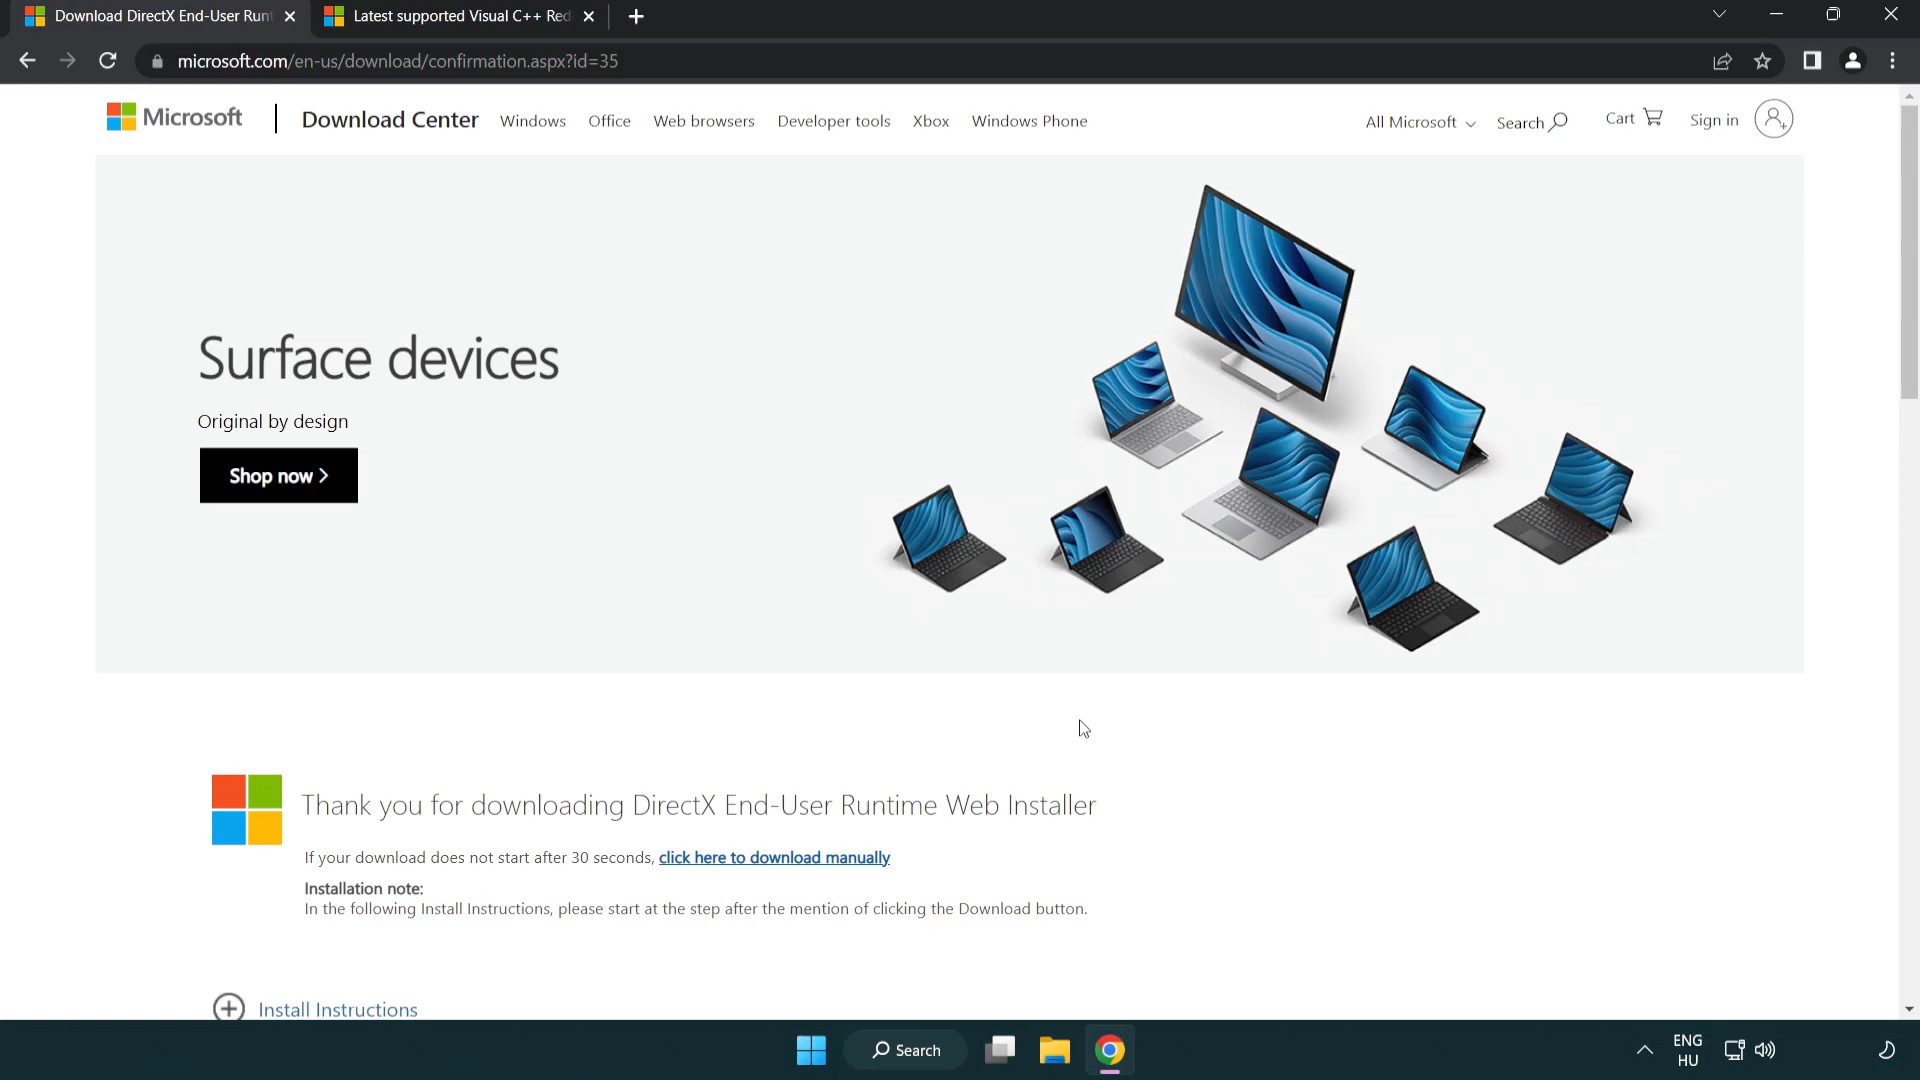 Download DirectX End-User Runt
Latest supported Visual C++ Red
microsoft.com/en-us/download/confirmation.aspx?id=35
Microsoft
Download Center
Windows
Office
Web browsers
Developer tools
Xbox
Windows Phone
All Microsoft
Search
Cart
Sign in
Surface devices
Original by design
Shop now
Thank you for downloading DirectX End-User Runtime Web Installer
If your download does not start after 30 seconds, click here to download manually
Installation note:
In the following Install Instructions, please start at the step after the mention of clicking the Download button.
Install Instructions
Search
ENG
HU